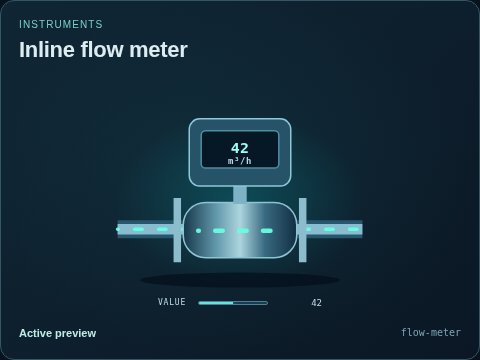 INSTRUMENTS
Inline flow meter
42
m³/h
VALUE 42
Active preview
flow-meter